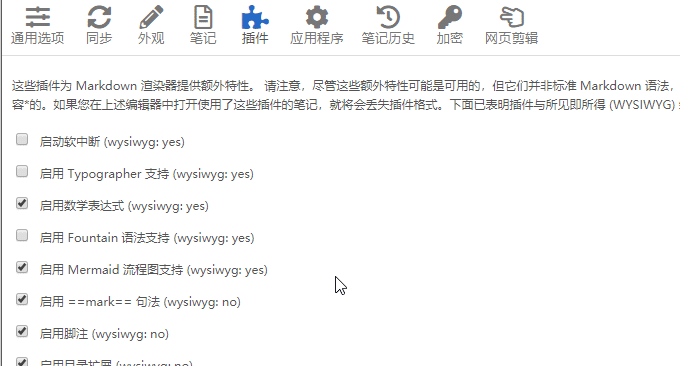 通用选项 同步 外观 笔记 插件 应用程序 笔记历史 加密 网页剪辑
这些插件为 Markdown 渲染器提供额外特性。 请注意，尽管这些额外特性可能是可用的，但它们并非标准 Markdown 语法，
容*的。如果您在上述编辑器中打开使用了这些插件的笔记，就将会丢失插件格式。下面已表明插件与所见即所得 (WYSIWYG)
启动软中断 (wysiwyg: yes)
启用 Typographer 支持 (wysiwyg: yes)
启用数学表达式 (wysiwyg: yes)
启用 Fountain 语法支持 (wysiwyg: yes)
启用 Mermaid 流程图支持 (wysiwyg: yes)
启用 ==mark== 句法 (wysiwyg: no)
启用脚注 (wysiwyg: no)
启用目录扩展 (wysiwyg: no)